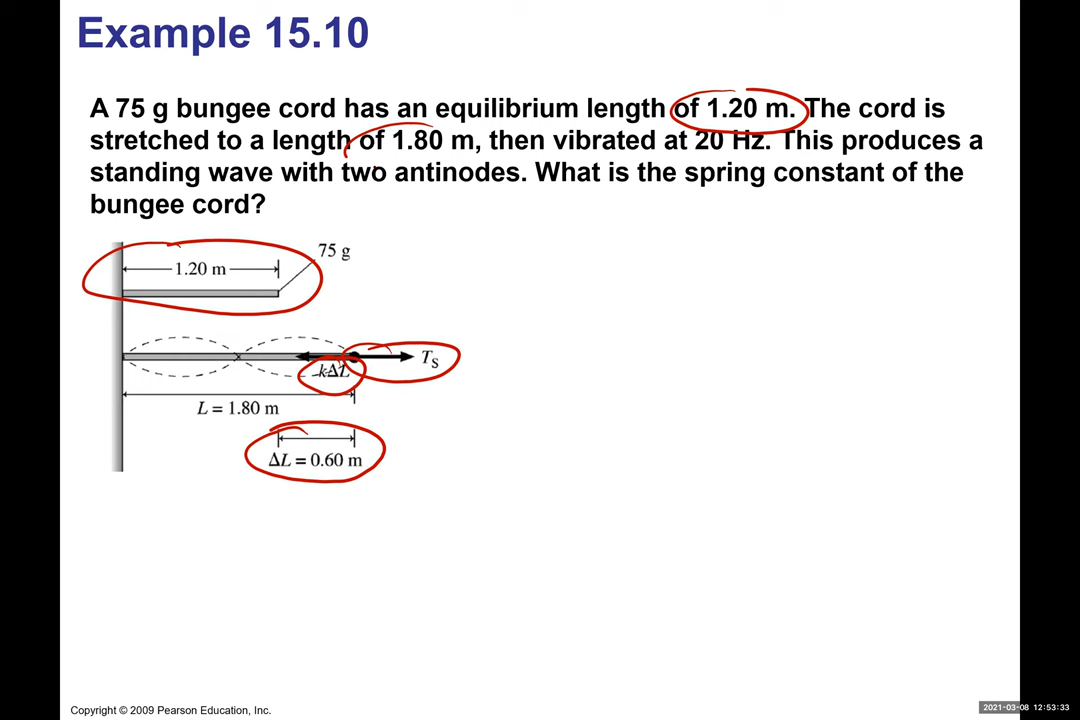 Example 15.10
A 75 g bungee cord has an equilibrium length of 1.20 m. The cord is
stretched to a length of 1.80 m, then vibrated at 20 Hz. This produces a
standing wave with two antinodes. What is the spring constant of the
bungee cord?
75 g
1.20 m
T_S
kΔL
L = 1.80 m
ΔL = 0.60 m
Copyright © 2009 Pearson Education, Inc.
2021-03-08 12:53:33